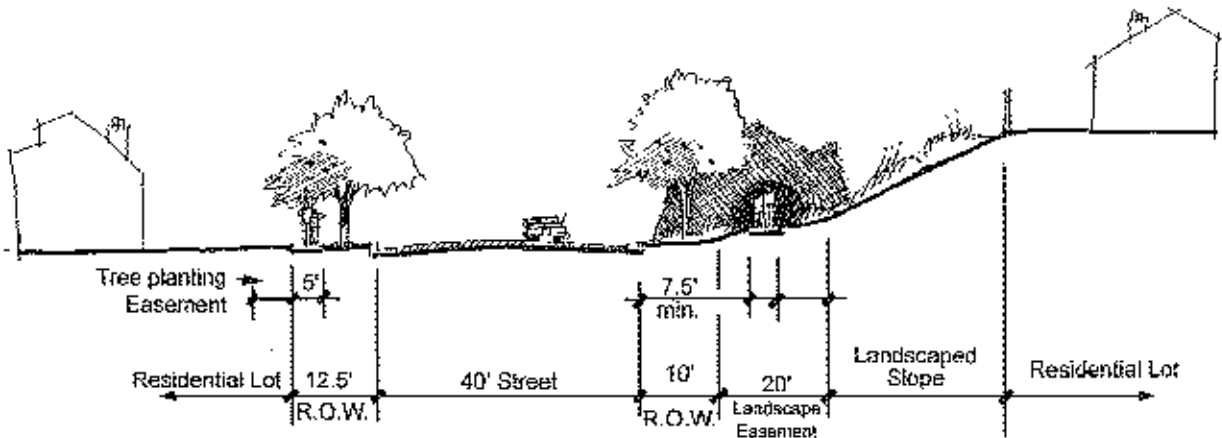 Tree planting
Easement
5'
7.5'
min.
Residential Lot
12.5'
R.O.W.
40' Street
10'
R.O.W.
20'
Landscape
Easement
Landscaped
Slope
Residential Lot